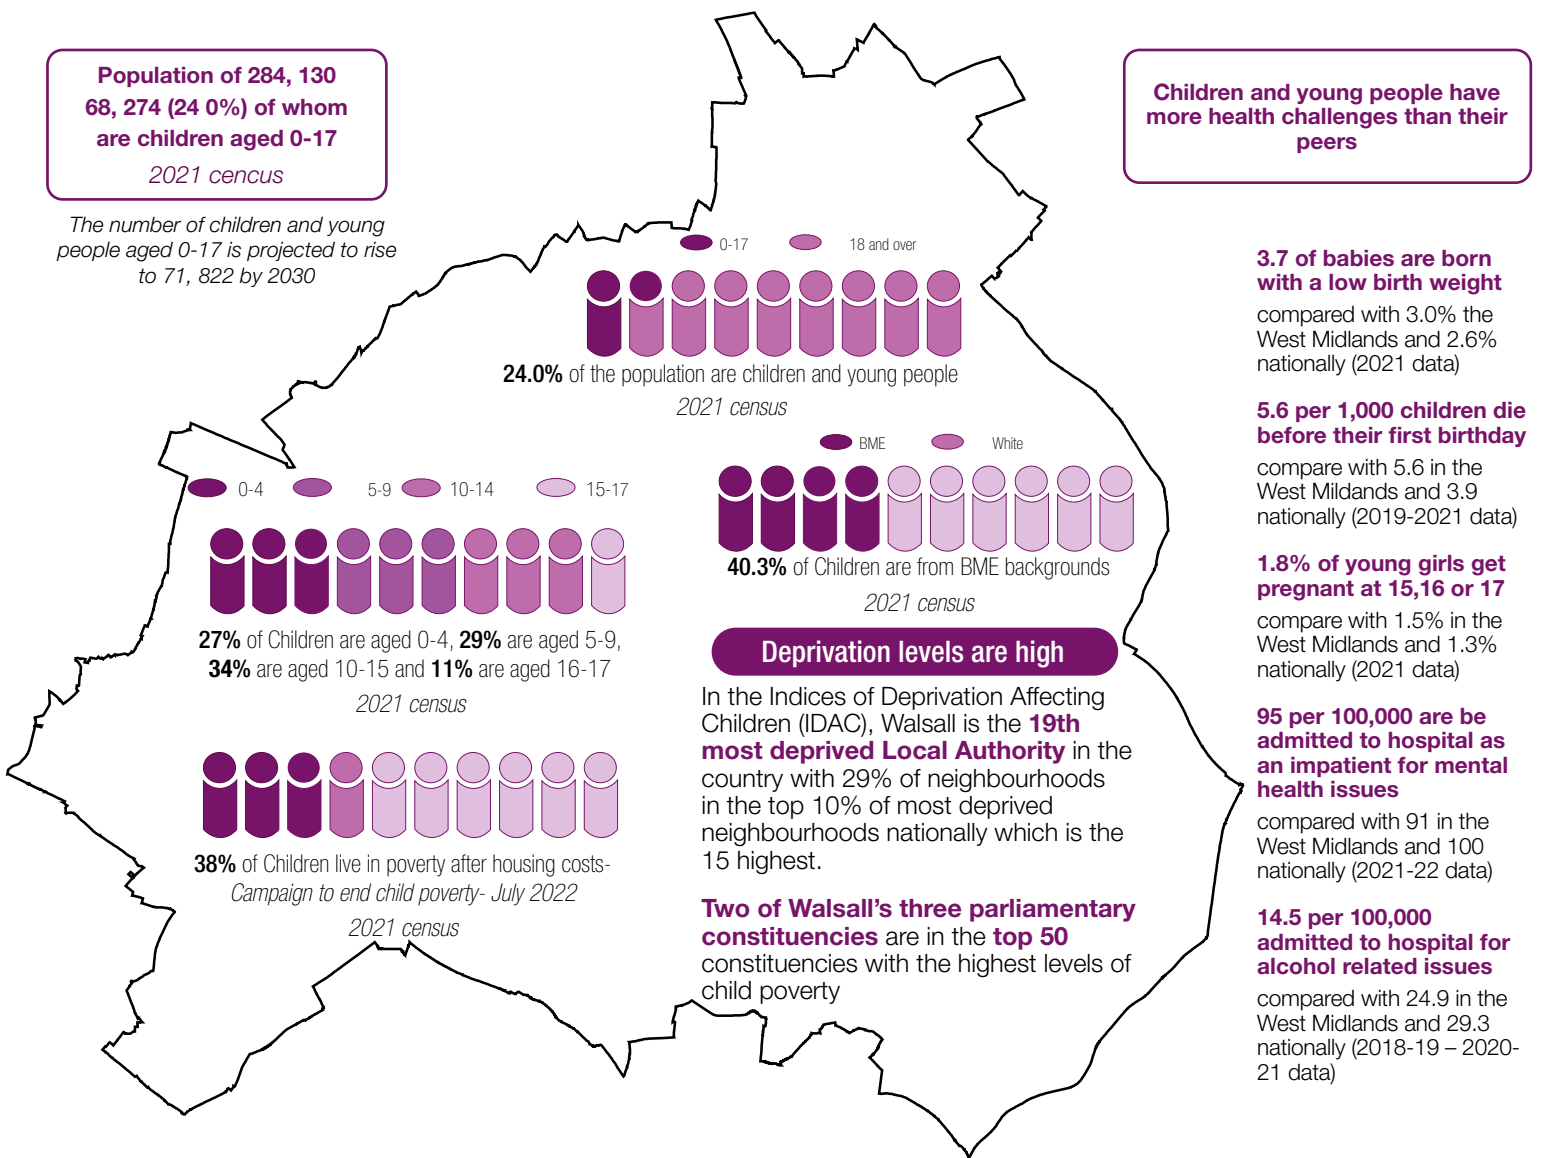 Population of 284, 130
68, 274 (24 0%) of whom
are children aged 0-17
2021 cencus
The number of children and young
people aged 0-17 is projected to rise
to 71, 822 by 2030
0-17 18 and over
24.0% of the population are children and young people
2021 census
BME White
40.3% of Children are from BME backgrounds
2021 census
0-4 5-9 10-14 15-17
27% of Children are aged 0-4, 29% are aged 5-9,
34% are aged 10-15 and 11% are aged 16-17
2021 census
38% of Children live in poverty after housing costs-
Campaign to end child poverty- July 2022
2021 census
Deprivation levels are high
In the Indices of Deprivation Affecting
Children (IDAC), Walsall is the 19th
most deprived Local Authority in the
country with 29% of neighbourhoods
in the top 10% of most deprived
neighbourhoods nationally which is the
15 highest.
Two of Walsall’s three parliamentary
constituencies are in the top 50
constituencies with the highest levels of
child poverty
Children and young people have
more health challenges than their
peers
3.7 of babies are born
with a low birth weight
compared with 3.0% the
West Midlands and 2.6%
nationally (2021 data)
5.6 per 1,000 children die
before their first birthday
compare with 5.6 in the
West Mildands and 3.9
nationally (2019-2021 data)
1.8% of young girls get
pregnant at 15,16 or 17
compare with 1.5% in the
West Midlands and 1.3%
nationally (2021 data)
95 per 100,000 are be
admitted to hospital as
an impatient for mental
health issues
compared with 91 in the
West Midlands and 100
nationally (2021-22 data)
14.5 per 100,000
admitted to hospital for
alcohol related issues
compared with 24.9 in the
West Midlands and 29.3
nationally (2018-19 – 2020-
21 data)